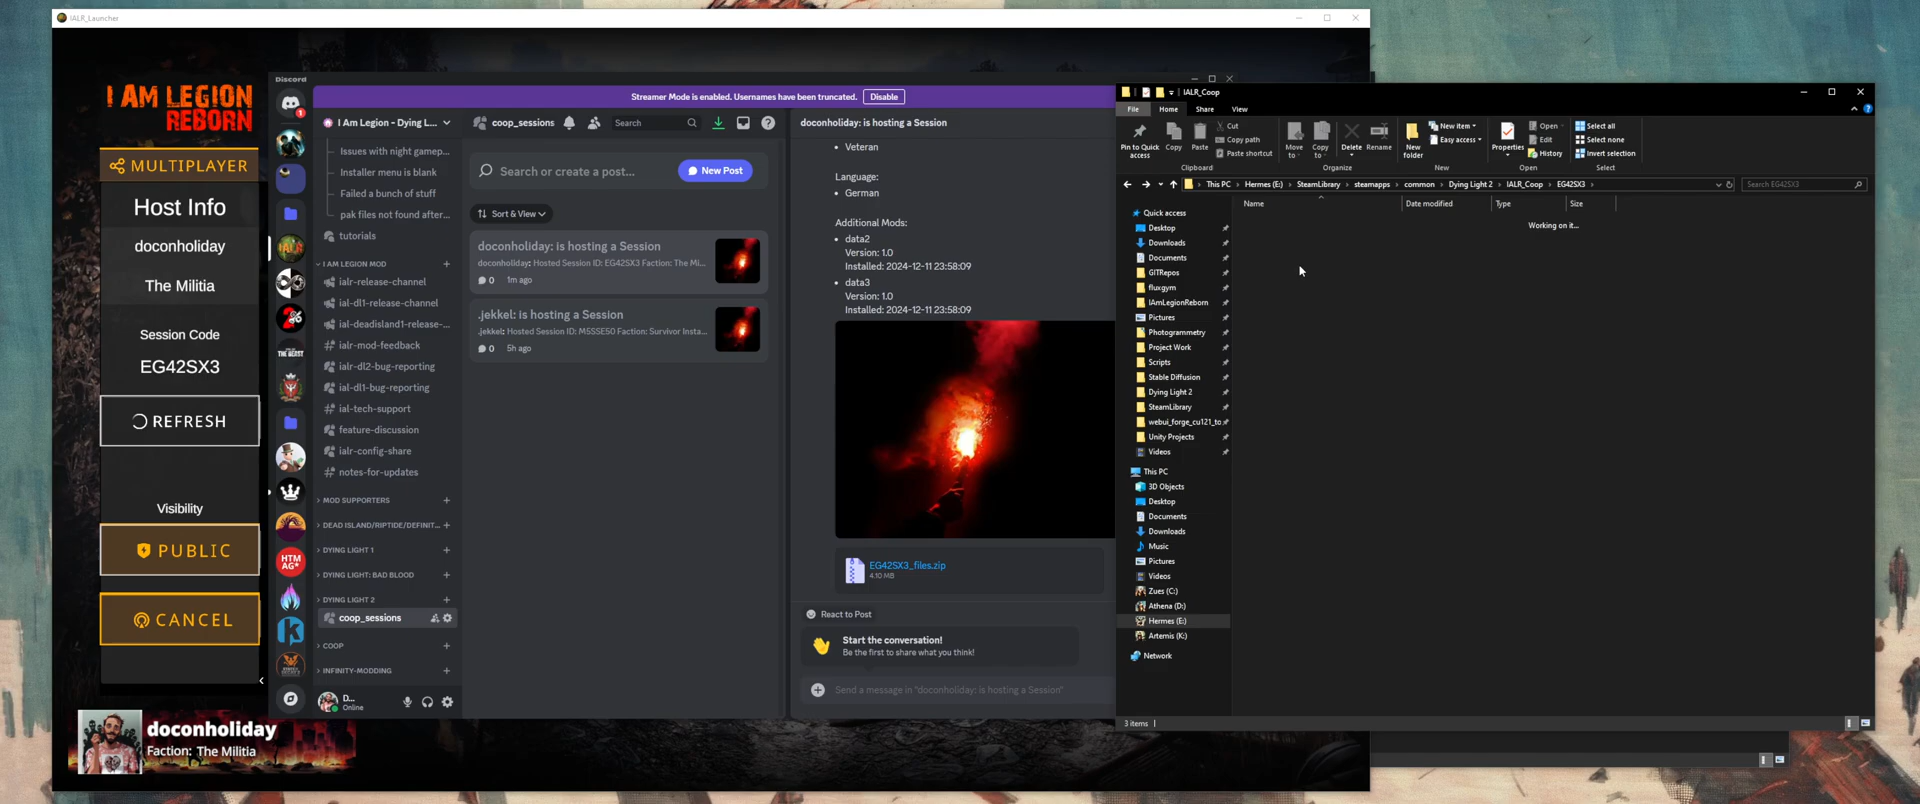 IALR_Launcher
I AM LEGION
REBORN
MULTIPLAYER
Host Info
doconholiday
The Militia
Session Code
EG42SX3
REFRESH
Visibility
PUBLIC
CANCEL
doconholiday
Faction: The Militia
Discord
Streamer Mode is enabled. Usernames have been truncated.
Disable
I Am Legion - Dying L...
Issues with night gamep...
Installer menu is blank
Failed a bunch of stuff
pak files not found after...
tutorials
I AM LEGION MOD
ialr-release-channel
ial-dl1-release-channel
ial-deadisland1-release-...
ialr-mod-feedback
ialr-dl2-bug-reporting
ial-dl1-bug-reporting
ial-tech-support
feature-discussion
ialr-config-share
notes-for-updates
MOD SUPPORTERS
DEAD ISLAND/RIPTIDE/DEFINIT...
DYING LIGHT 1
DYING LIGHT: BAD BLOOD
DYING LIGHT 2
coop_sessions
COOP
INFINITY-MODDING
D...
Online
IALR
THE BEAST
HTM
AG*
1
coop_sessions
Search
Search or create a post...
New Post
Sort & View
doconholiday: is hosting a Session
doconholiday: Hosted Session ID: EG42SX3 Faction: The Mi...
0 1m ago
.jekkel: is hosting a Session
.jekkel: Hosted Session ID: M5SSE50 Faction: Survivor Insta...
0 5h ago
doconholiday: is hosting a Session
Veteran
Language:
German
Additional Mods:
data2
Version: 1.0
Installed: 2024-12-11 23:58:09
data3
Version: 1.0
Installed: 2024-12-11 23:58:09
EG42SX3_files.zip
4.10 MB
React to Post
Start the conversation!
Be the first to share what you think!
Send a message in "doconholiday: is hosting a Session"
IALR_Coop
File Home Share View
Pin to Quick access
Copy
Paste
Cut
Copy path
Paste shortcut
Clipboard
Move to
Copy to
Delete
Rename
Organize
New folder
New item
Easy access
New
Properties
Open
Edit
History
Open
Select all
Select none
Invert selection
Select
This PC > Hermes (E:) > SteamLibrary > steamapps > common > Dying Light 2 > IALR_Coop > EG42SX3 >
Search EG42SX3
Name Date modified Type Size
Working on it...
Quick access
Desktop
Downloads
Documents
GITRepos
fluxgym
IAmLegionReborn
Pictures
Photogrammetry
Project Work
Scripts
Stable Diffusion
Dying Light 2
SteamLibrary
webui_forge_cu121_to
Unity Projects
Videos
This PC
3D Objects
Desktop
Documents
Downloads
Music
Pictures
Videos
Zues (C:)
Athena (D:)
Hermes (E:)
Artemis (K:)
Network
3 items